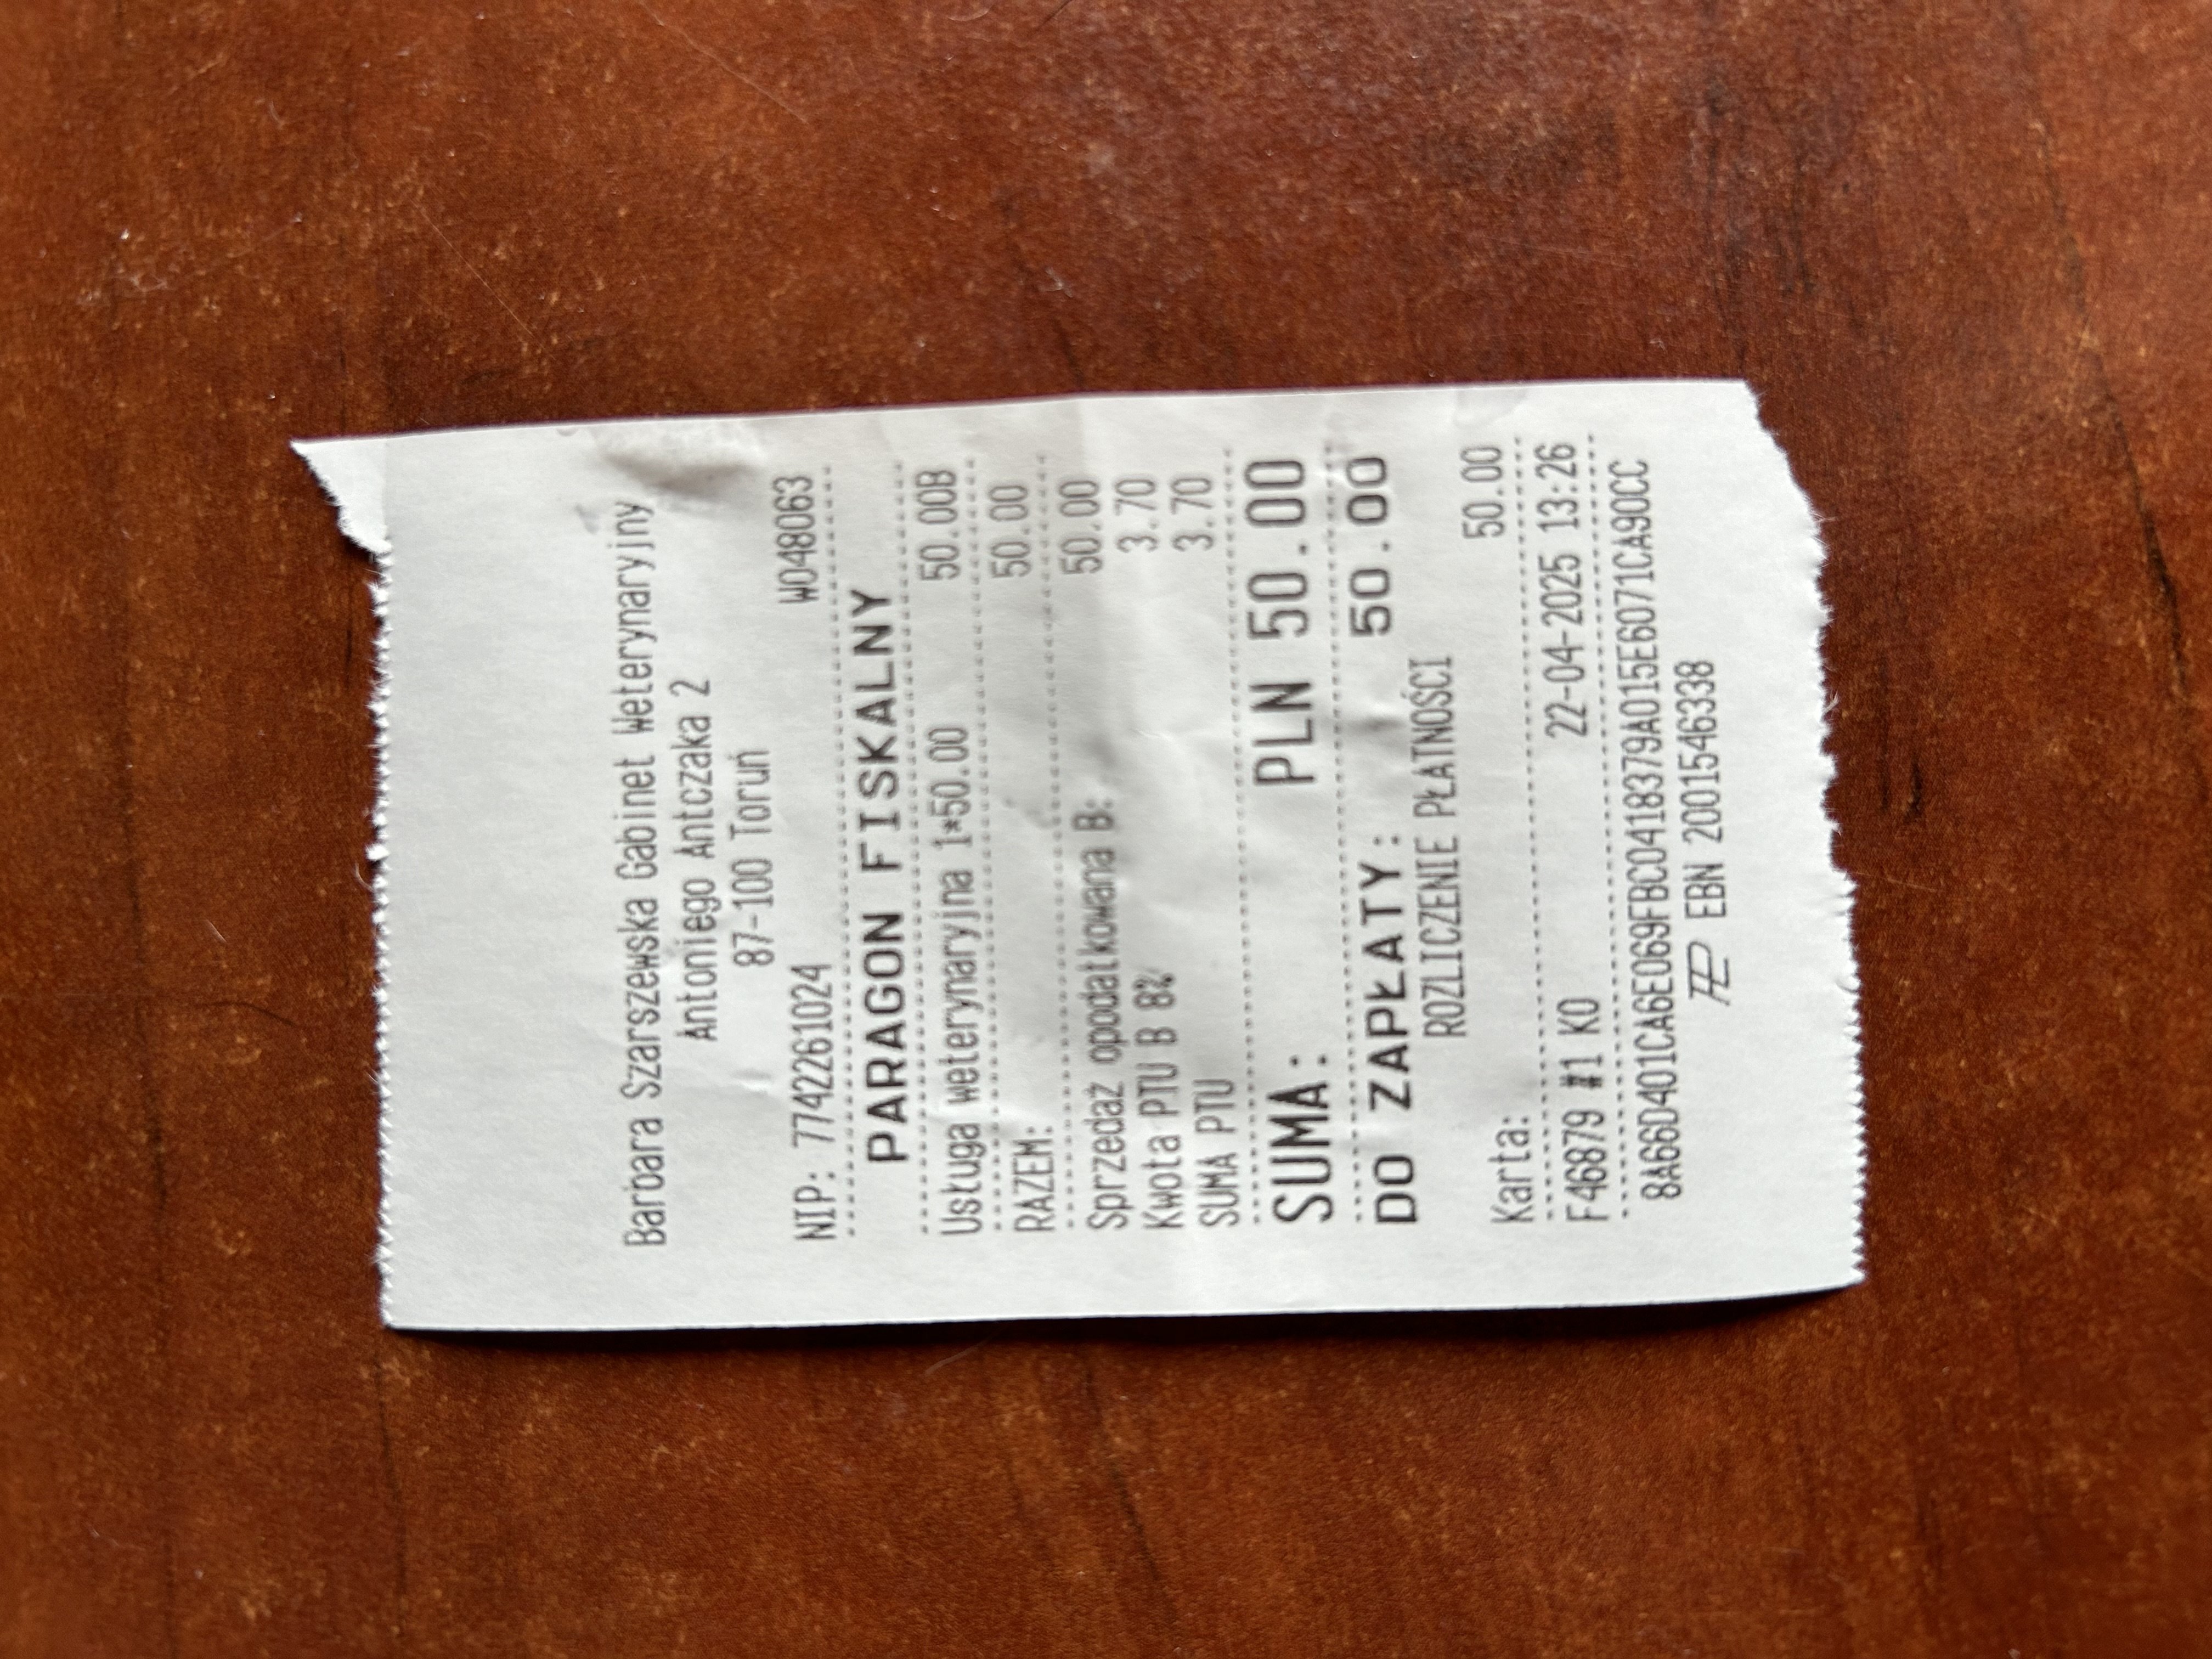 Barbara Szarszewska Gabinet Weterynaryjny
Antoniego Antczaka 2
87-100 Toruń
NIP: 7742261024 W048063
PARAGON FISKALNY
Usługa weterynaryjna 1*50.00 50.00B
RAZEM: 50.00
Sprzedaż opodatkowana B: 50.00
Kwota PTU B 8% 3.70
SUMA PTU 3.70
SUMA: PLN 50.00
DO ZAPŁATY: 50.00
ROZLICZENIE PŁATNOŚCI
Karta: 50.00
F46879 #1 KO 22-04-2025 13:26
8A66D401CA6E069FBC0418379A015E6071CA90CC
EBN 2001546338